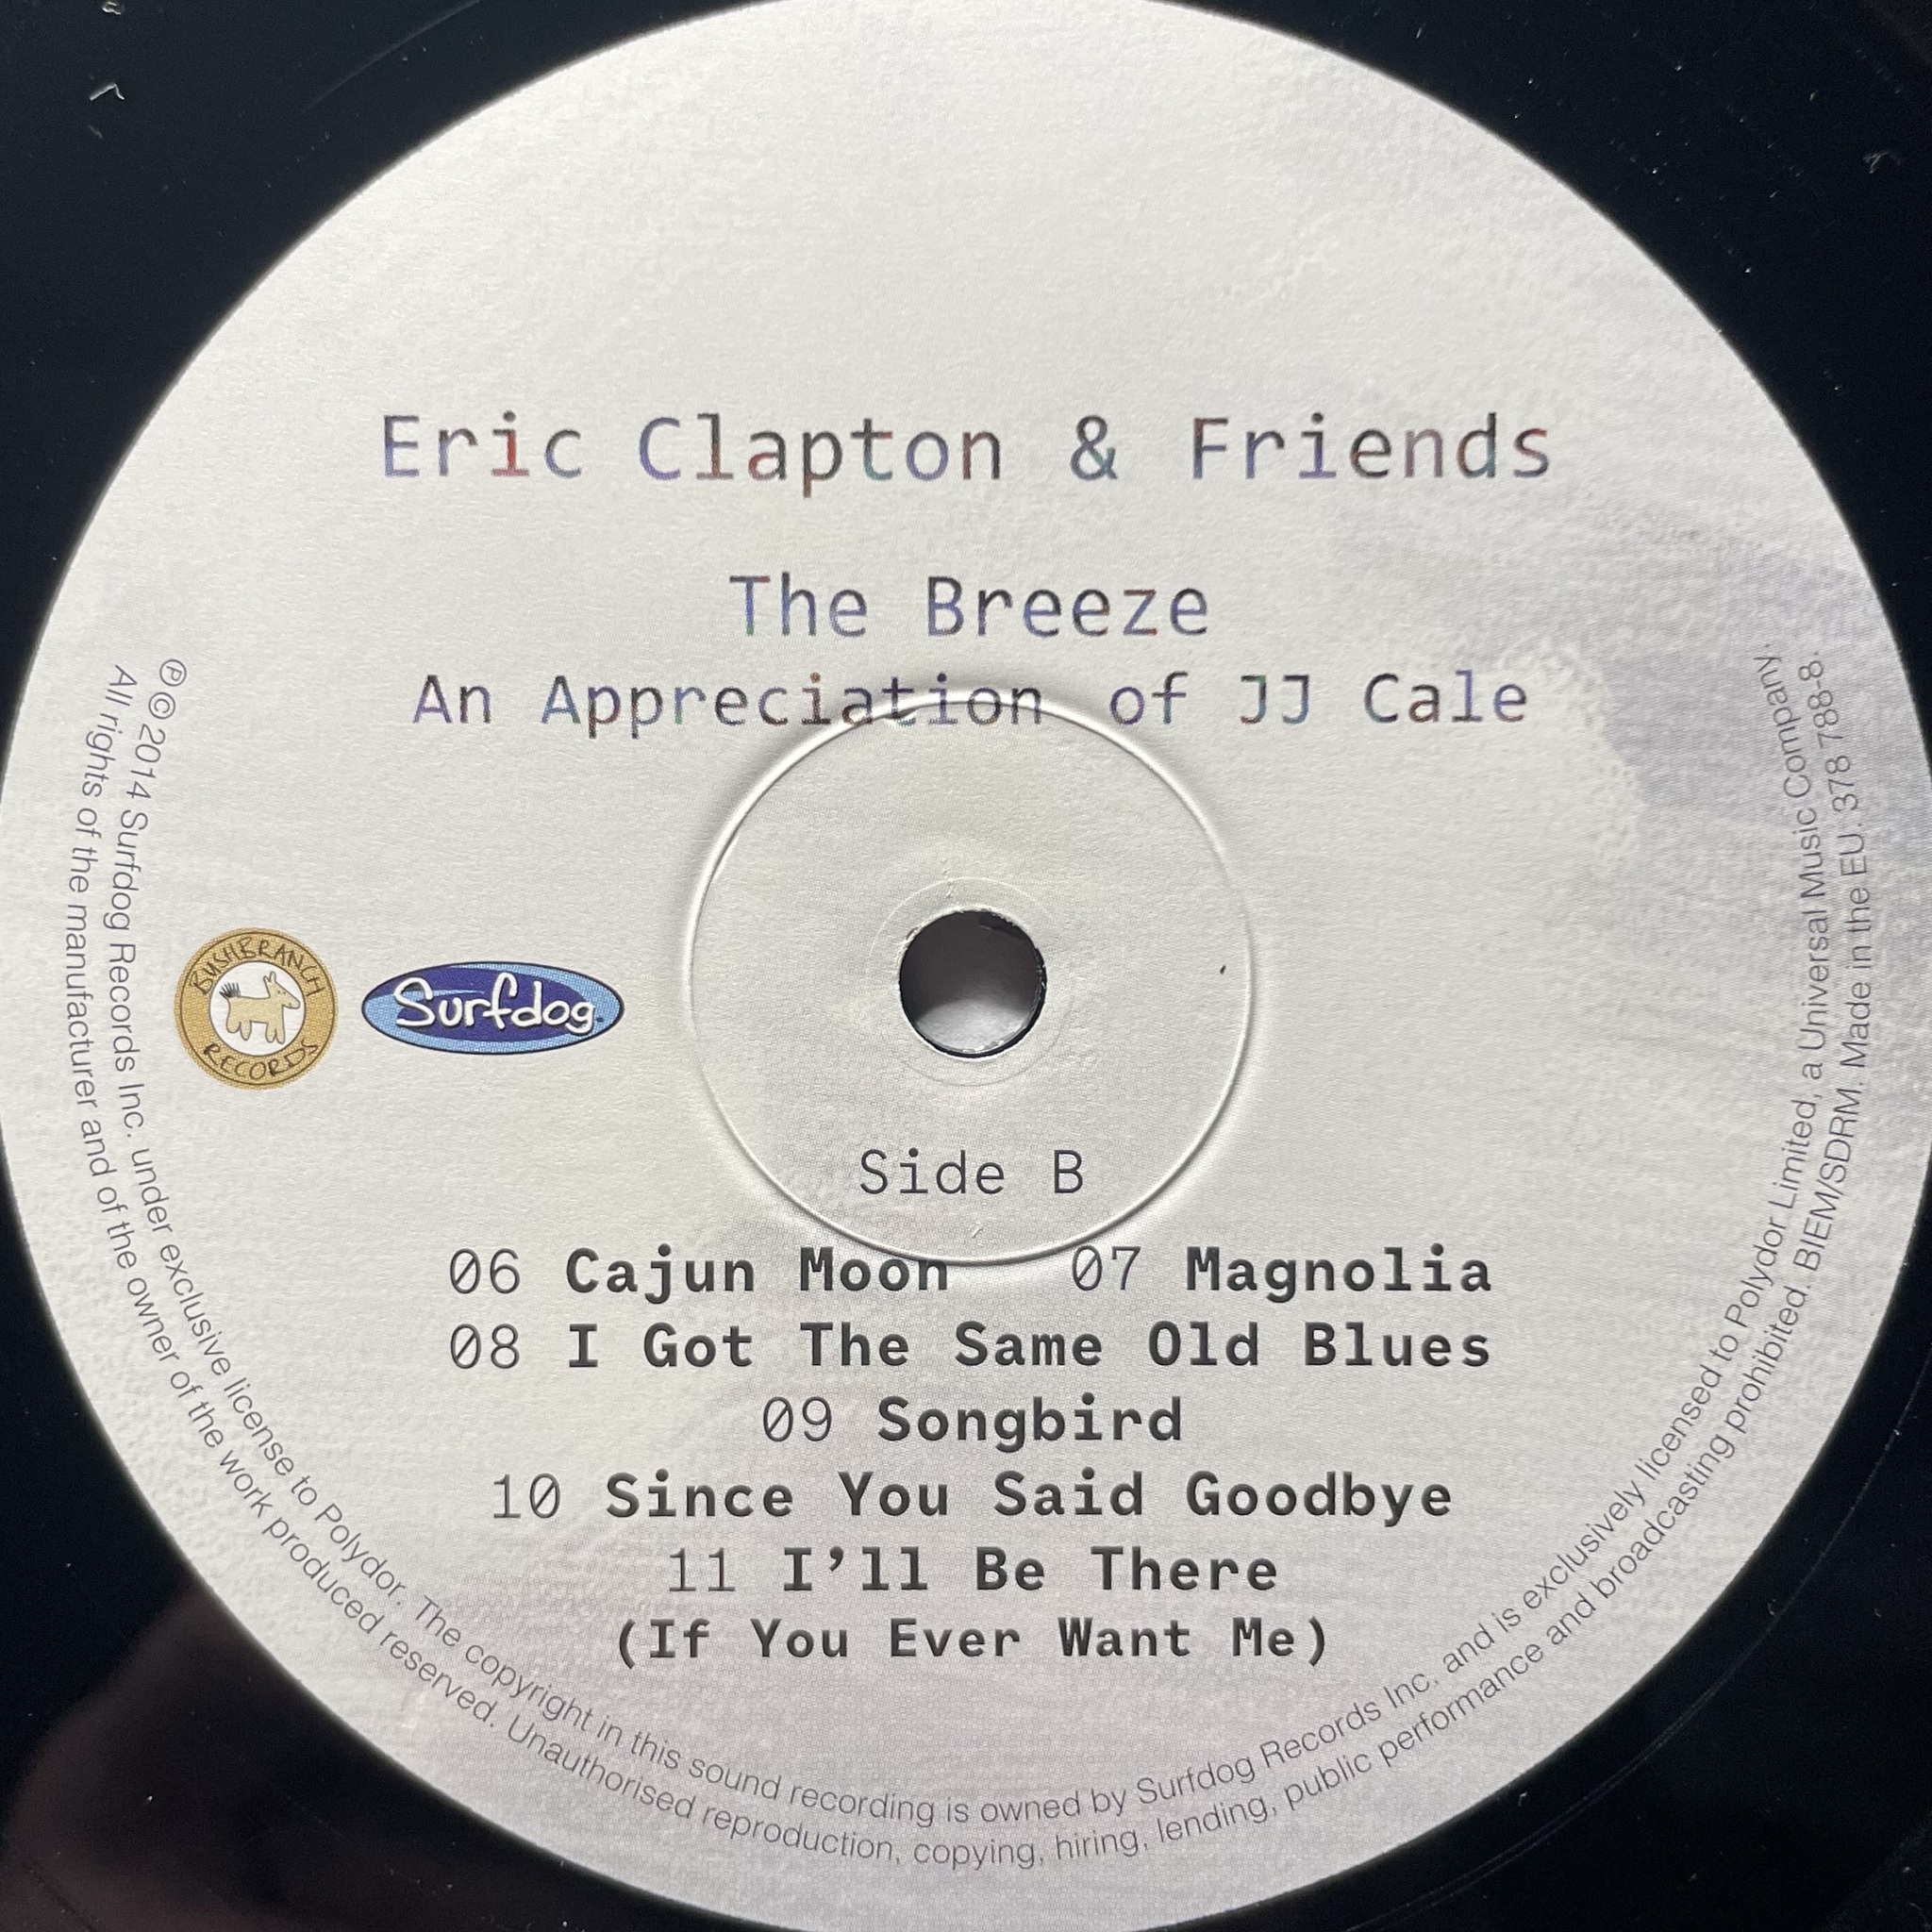 Eric Clapton & Friends
The Breeze
An Appreciation of JJ Cale
BUSHBRANCH
RECORDS
Surfdog
Side B
06 Cajun Moon 07 Magnolia
08 I Got The Same Old Blues
09 Songbird
10 Since You Said Goodbye
11 I’ll Be There
(If You Ever Want Me)
℗©2014 Surfdog Records Inc. under exclusive license to Polydor. The copyright in this sound recording is owned by Surfdog Records Inc. and is exclusively licensed to Polydor Limited, a Universal Music Company.
All rights of the manufacturer and of the owner of the work produced reserved. Unauthorised reproduction, copying, hiring, lending, public performance and broadcasting prohibited. BIEM/SDRM. Made in the EU. 378 788-8.